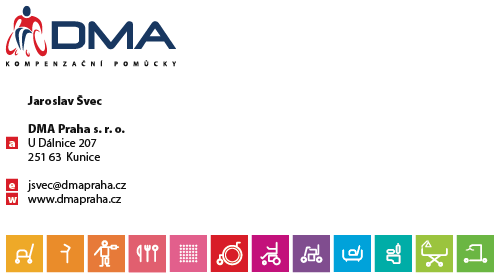 DMA
KOMPENZAČNÍ POMŮCKY
Jaroslav Švec
DMA Praha s. r. o.
a U Dálnice 207
251 63 Kunice
e jsvec@dmapraha.cz
w www.dmapraha.cz